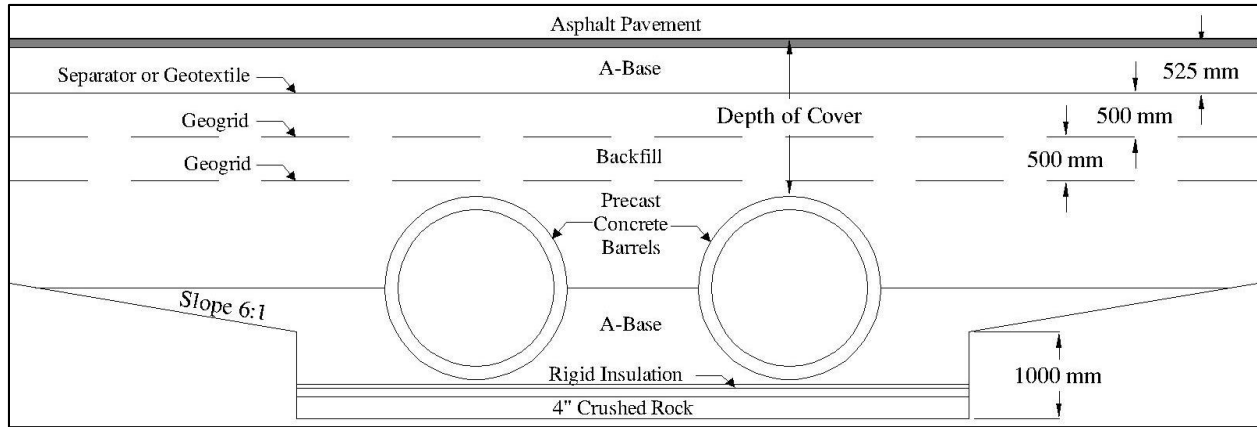 Asphalt Pavement
A-Base
Separator or Geotextile
525 mm
Depth of Cover
Geogrid
500 mm
Backfill
500 mm
Geogrid
Precast
Concrete
Barrels
Slope 6:1
A-Base
Rigid Insulation
1000 mm
4" Crushed Rock